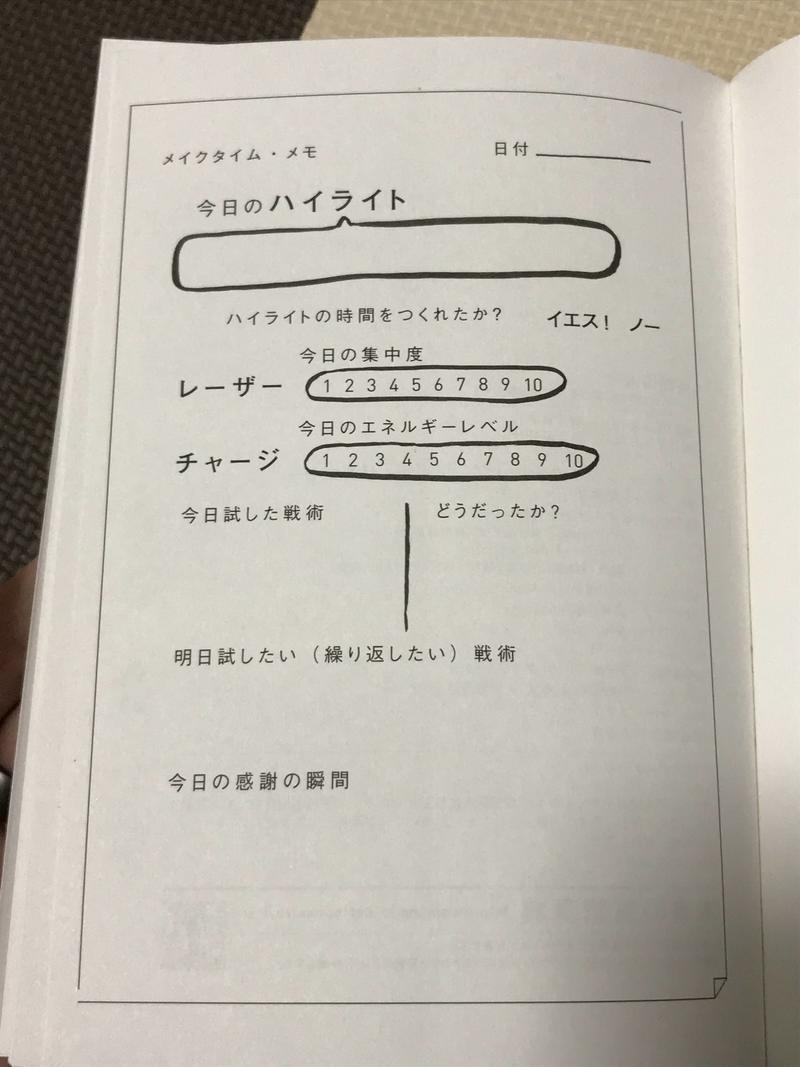 メイクタイム・メモ 日付
今日のハイライト
ハイライトの時間をつくれたか? イエス! ノー
今日の集中度
レーザー 1 2 3 4 5 6 7 8 9 10
今日のエネルギーレベル
チャージ 1 2 3 4 5 6 7 8 9 10
今日試した戦術 どうだったか?
明日試したい(繰り返したい)戦術
今日の感謝の瞬間